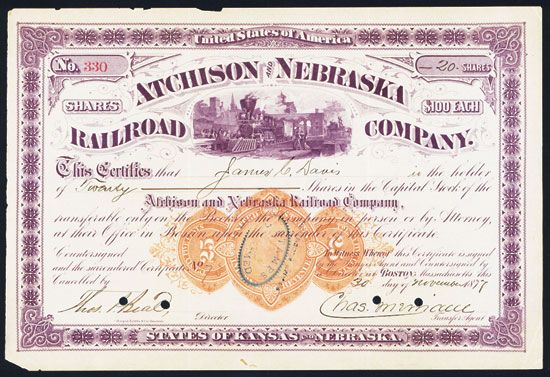 United States of America
No. 330
— 20 — SHARES
ATCHISON AND NEBRASKA
SHARES
$100 EACH
RAILROAD COMPANY.
This Certifies that James C. Davis is the holder
of Twenty Shares in the Capital Stock of the
Atchison and Nebraska Railroad Company,
transferable only on the Books of the Company in person or by Attorney,
at their Office in Boston upon the surrender of this Certificate
Countersigned
and the surrendered Certificate No.
Cancelled by
In Witness Whereof this Certificate is signed
Agent and Countersigned by
BOSTON, Massachusetts this
30 day of November 1877
Director
Transfer Agent
STATES OF KANSAS AND NEBRASKA.